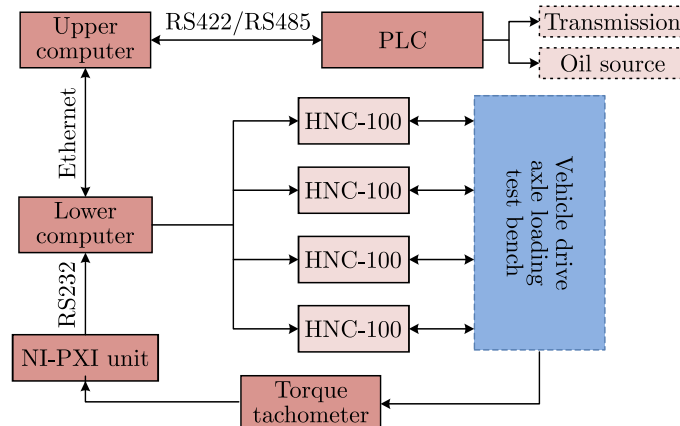 Upper
computer
RS422/RS485
PLC
Transmission
Oil source
Ethernet
HNC-100
HNC-100
HNC-100
HNC-100
Vehicle drive
axle loading
test bench
Lower
computer
RS232
NI-PXI unit
Torque
tachometer